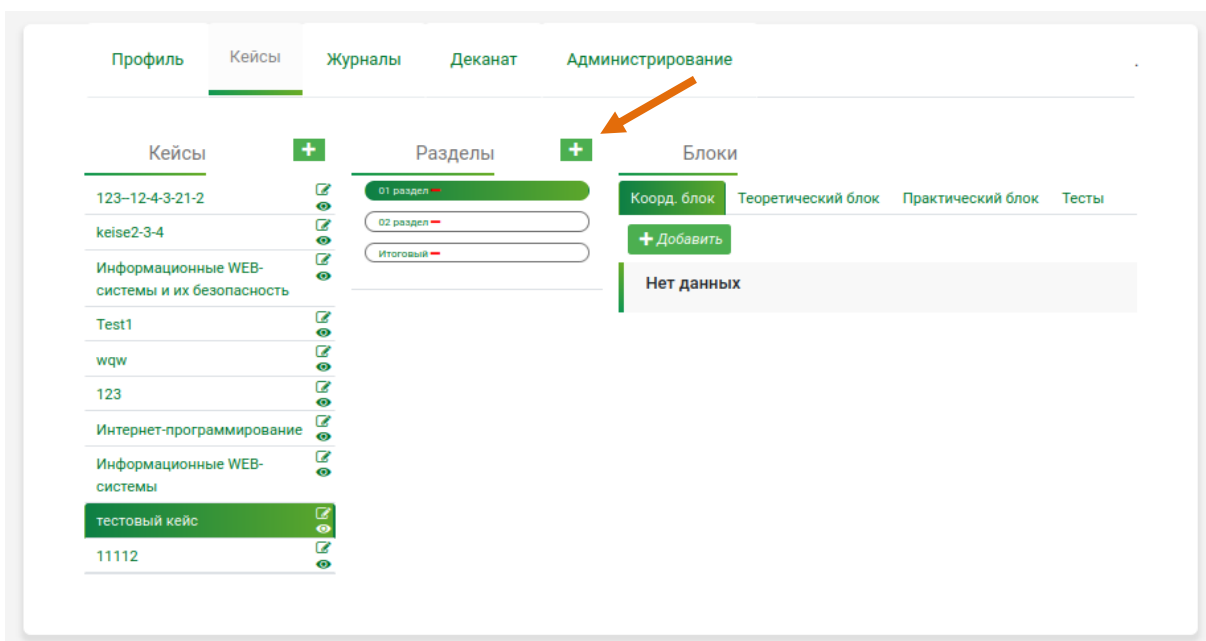 Профиль Кейсы Журналы Деканат Администрирование .
Кейсы
123--12-4-3-21-2
keise2-3-4
Информационные WEB-
системы и их безопасность
Test1
wqw
123
Интернет-программирование
Информационные WEB-
системы
тестовый кейс
11112
Разделы
01 раздел
02 раздел
Итоговый
Блоки
Коорд. блок Теоретический блок Практический блок Тесты
+ Добавить
Нет данных